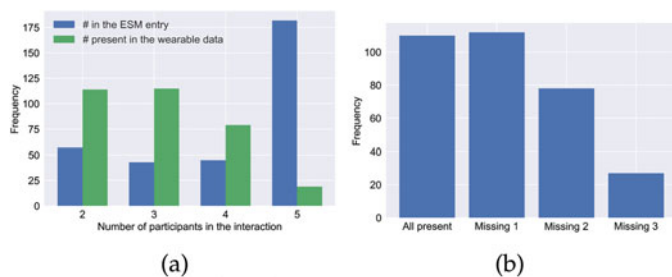 # in the ESM entry
# present in the wearable data
175
150
125
100
75
50
25
0
Frequency
2 3 4 5
Number of participants in the interaction
(a)
100
80
60
40
20
0
Frequency
All present Missing 1 Missing 2 Missing 3
(b)